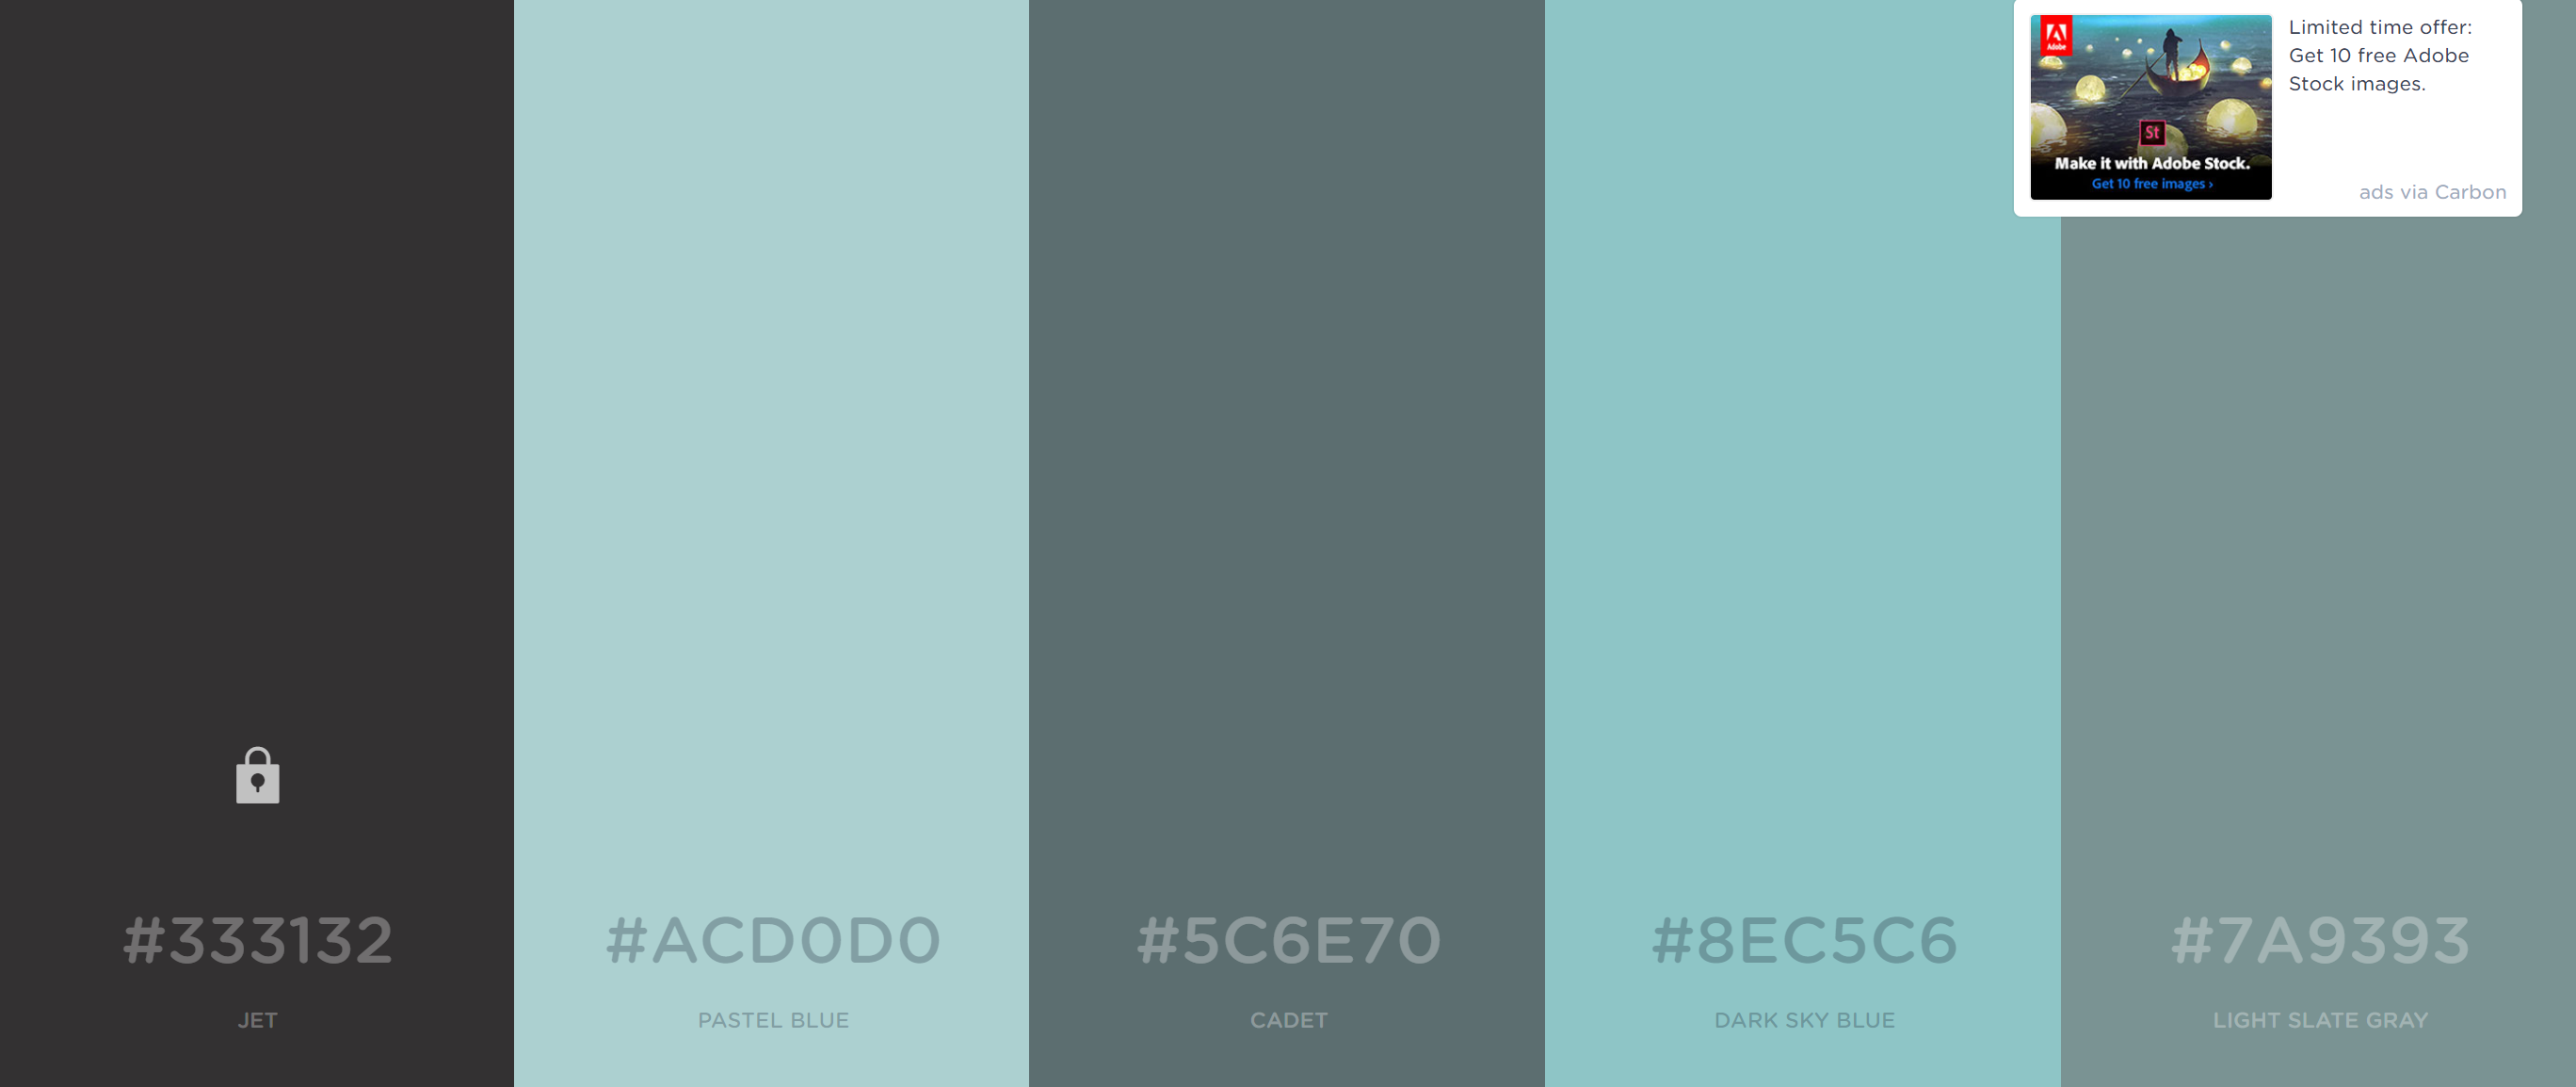 Adobe
Limited time offer:
Get 10 free Adobe
Stock images.
St
Make it with Adobe Stock.
Get 10 free images ›
ads via Carbon
#333132
JET
#ACD0D0
PASTEL BLUE
#5C6E70
CADET
#8EC5C6
DARK SKY BLUE
#7A9393
LIGHT SLATE GRAY